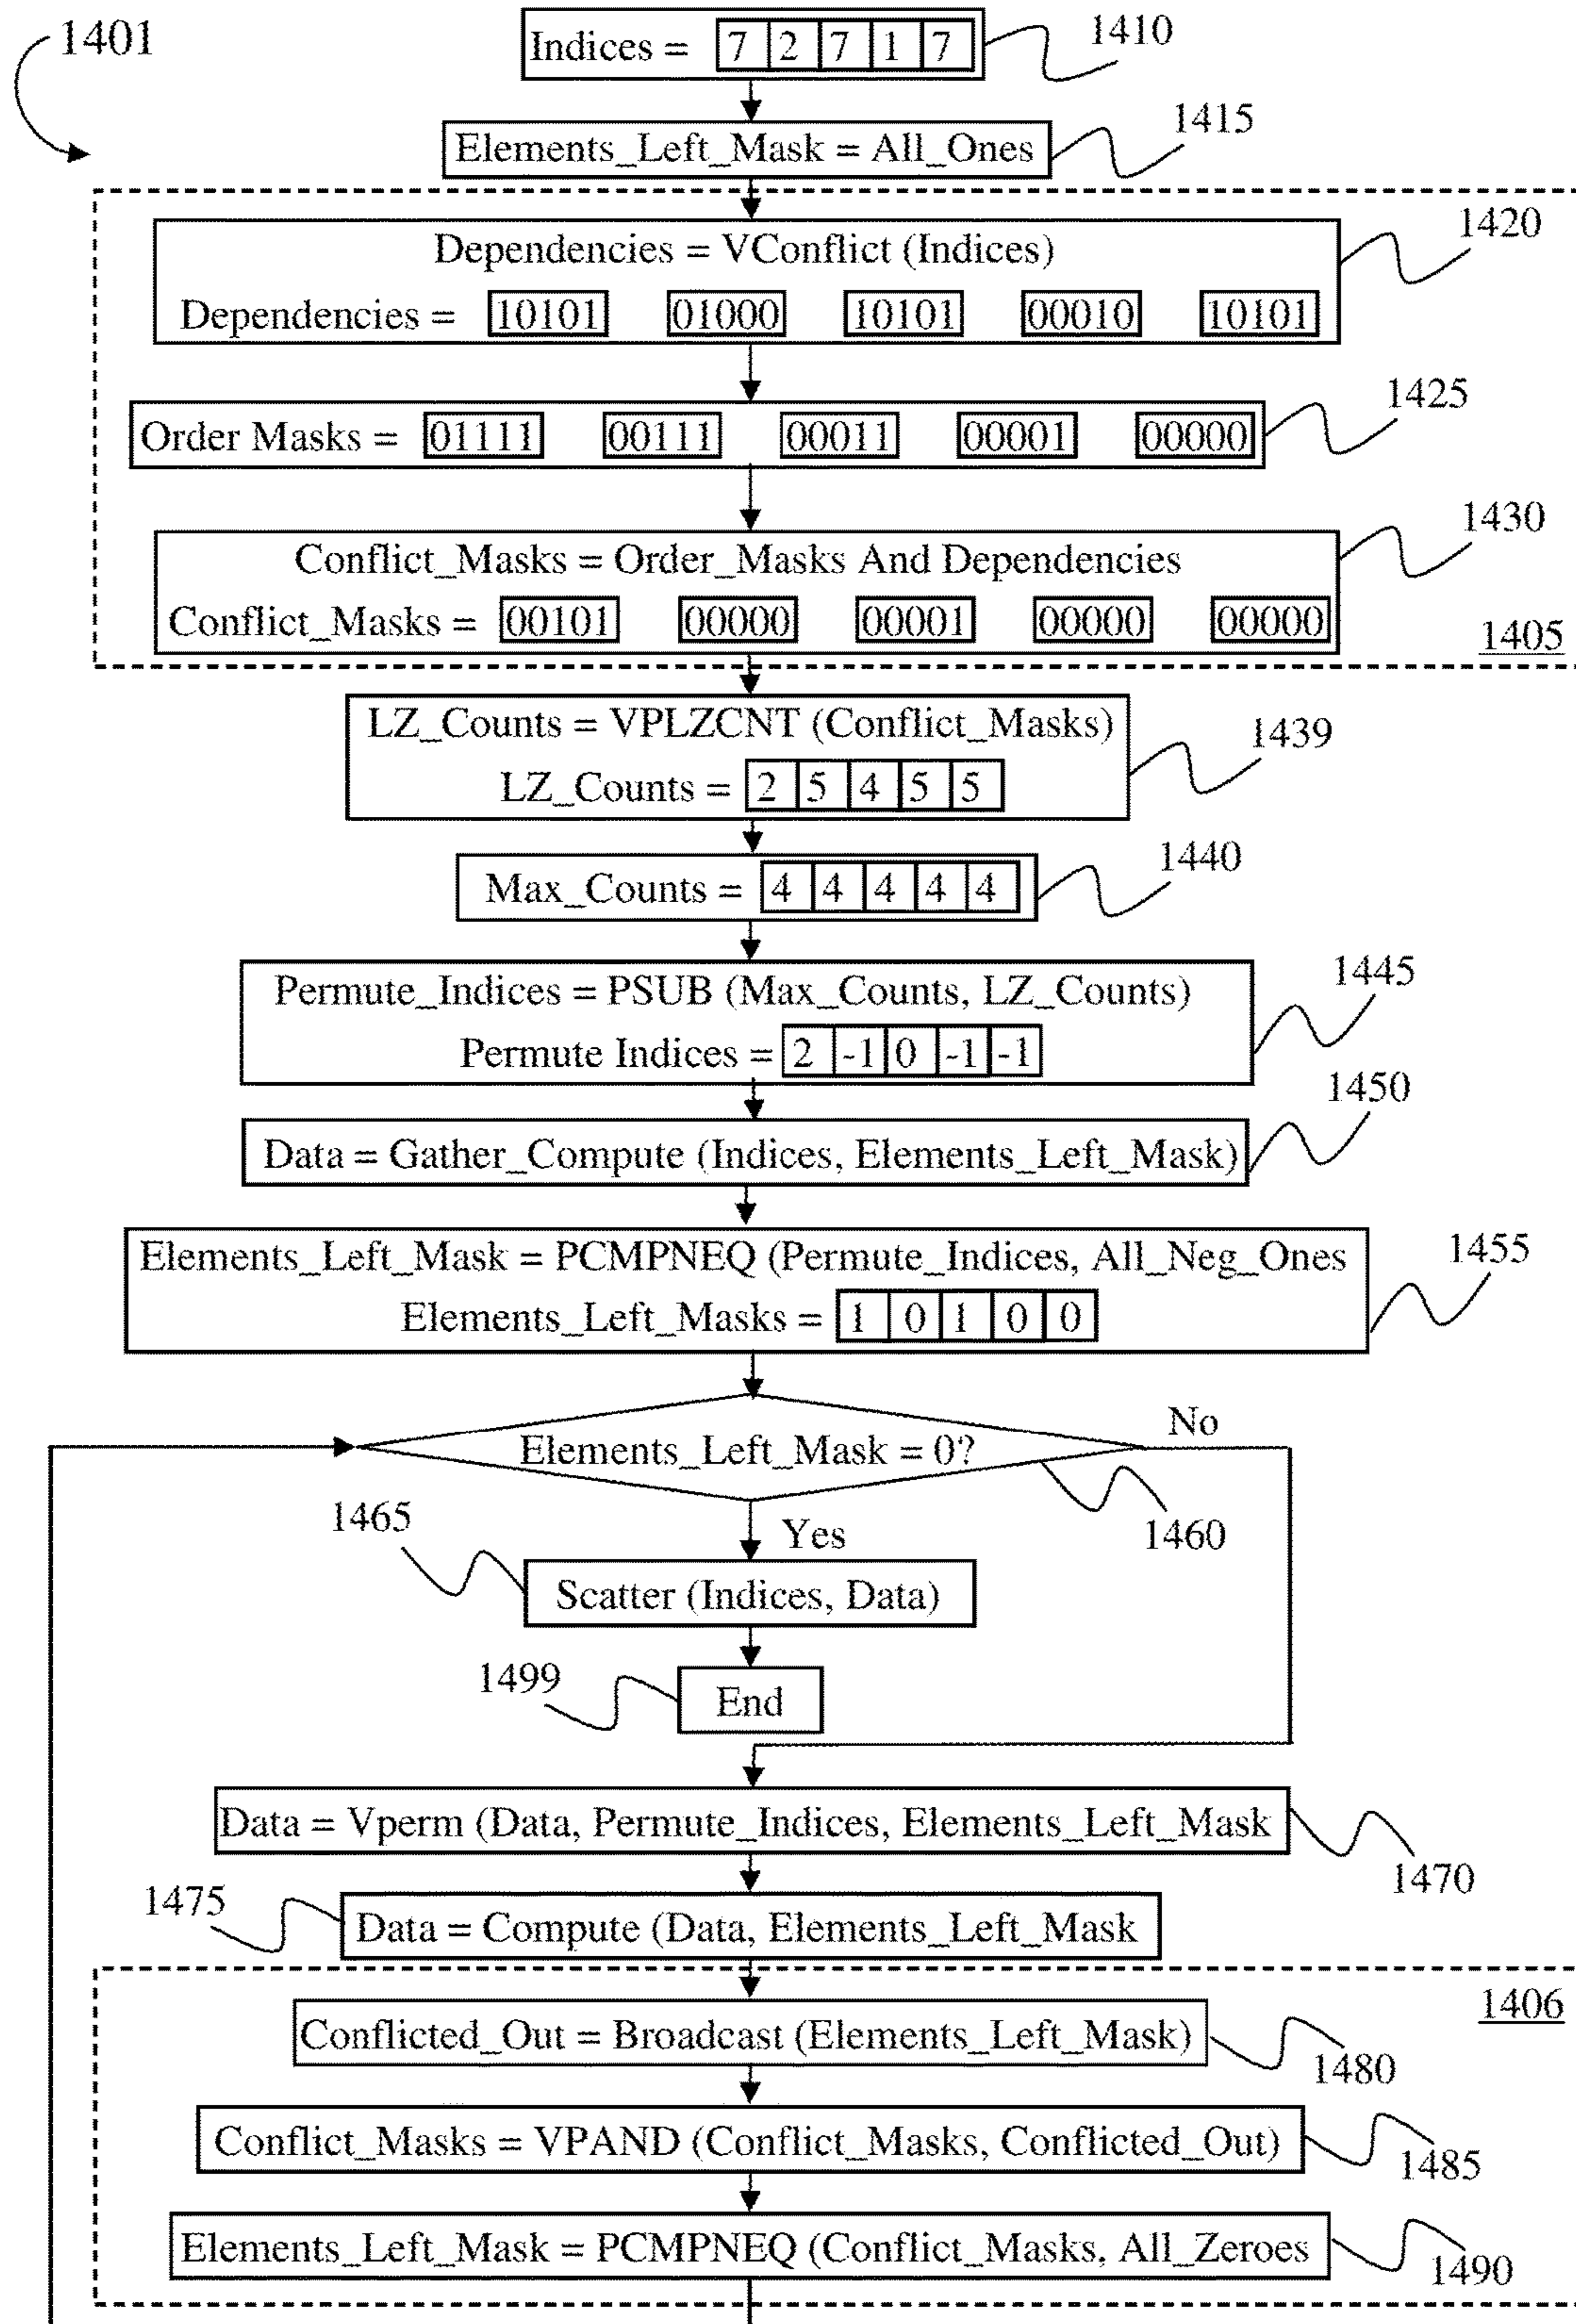 1401
Indices = 7 2 7 1 7
1410
Elements_Left_Mask = All_Ones
1415
Dependencies = VConflict (Indices)
Dependencies = 10101 01000 10101 00010 10101
1420
Order Masks = 01111 00111 00011 00001 00000
1425
Conflict_Masks = Order_Masks And Dependencies
Conflict_Masks = 00101 00000 00001 00000 00000
1430
1405
LZ_Counts = VPLZCNT (Conflict_Masks)
LZ_Counts = 2 5 4 5 5
1439
Max_Counts = 4 4 4 4 4
1440
Permute_Indices = PSUB (Max_Counts, LZ_Counts)
Permute Indices = 2 -1 0 -1 -1
1445
Data = Gather_Compute (Indices, Elements_Left_Mask)
1450
Elements_Left_Mask = PCMPNEQ (Permute_Indices, All_Neg_Ones
Elements_Left_Masks = 1 0 1 0 0
1455
Elements_Left_Mask = 0?
No
1460
Yes
1465
Scatter (Indices, Data)
1499
End
Data = Vperm (Data, Permute_Indices, Elements_Left_Mask
1470
1475
Data = Compute (Data, Elements_Left_Mask
1406
Conflicted_Out = Broadcast (Elements_Left_Mask)
1480
Conflict_Masks = VPAND (Conflict_Masks, Conflicted_Out)
1485
Elements_Left_Mask = PCMPNEQ (Conflict_Masks, All_Zeroes
1490